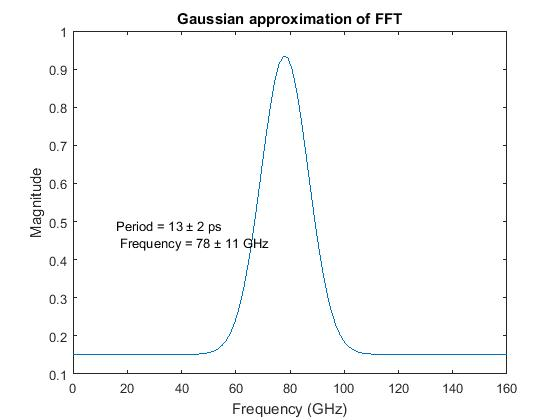 Gaussian approximation of FFT
1
0.9
0.8
0.7
0.6
0.5
0.4
0.3
0.2
0.1
Magnitude
Period = 13 ± 2 ps
Frequency = 78 ± 11 GHz
0 20 40 60 80 100 120 140 160
Frequency (GHz)